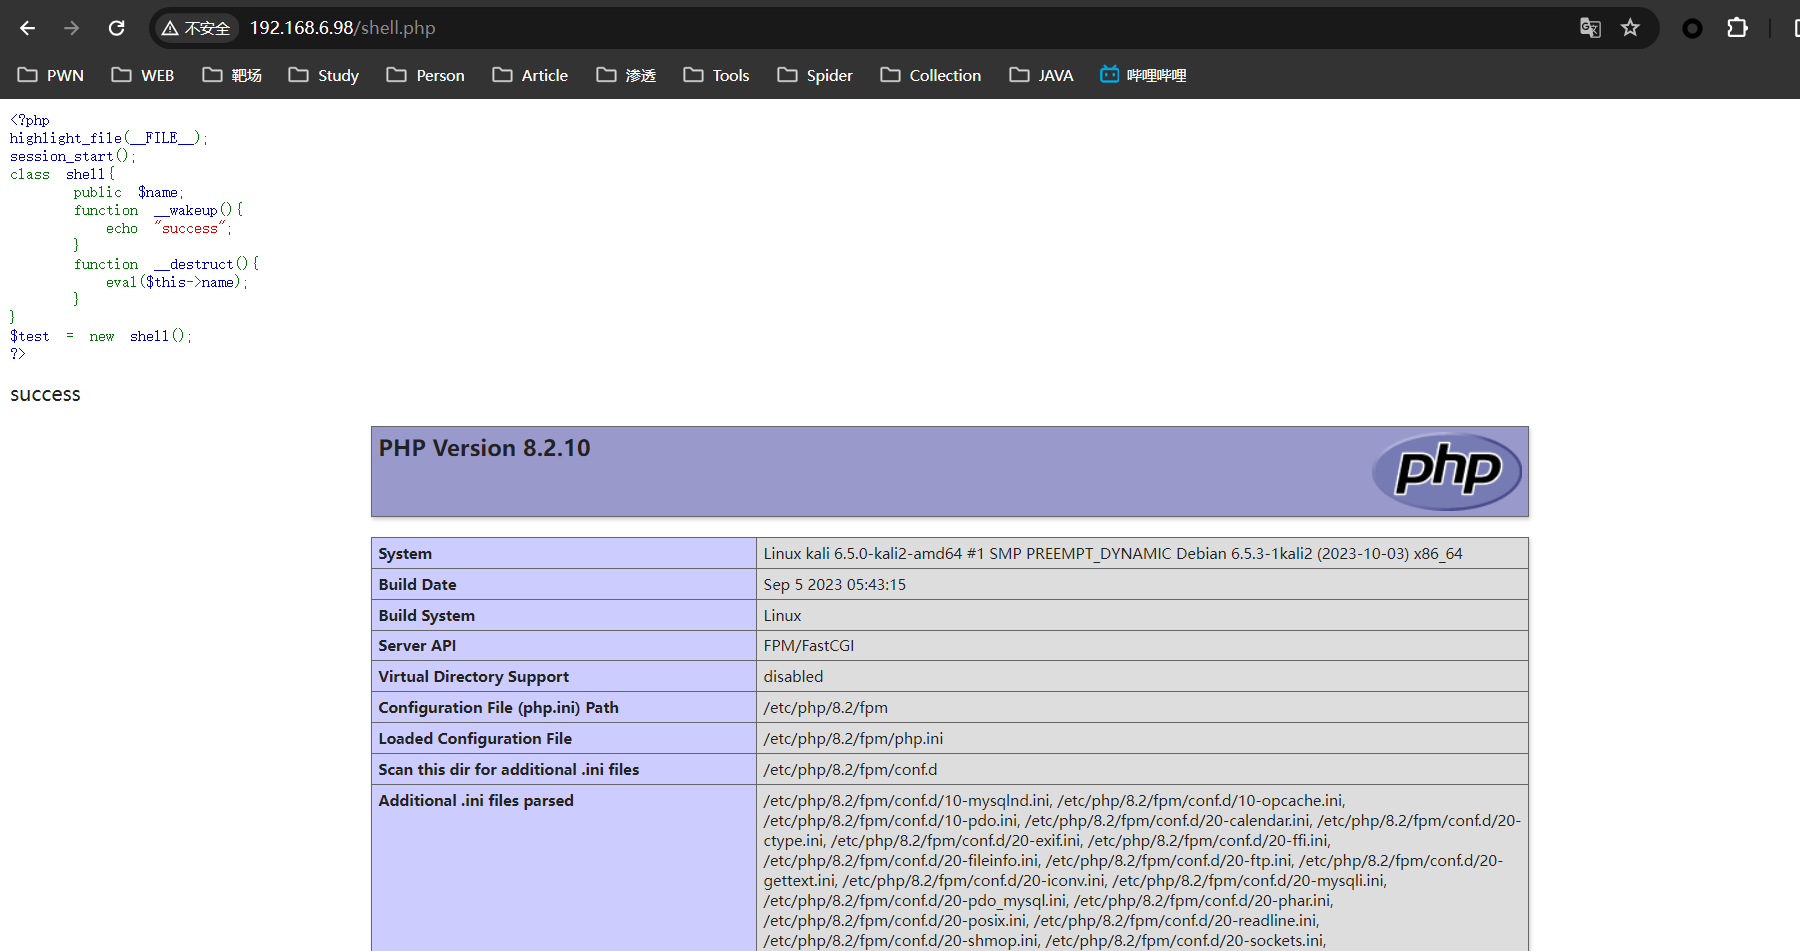 不安全 192.168.6.98/shell.php
PWN WEB 靶场 Study Person Article 渗透 Tools Spider Collection JAVA 哔哩哔哩
<?php
highlight_file(__FILE__);
session_start();
class shell{
public $name;
function __wakeup(){
echo "success";
}
function __destruct(){
eval($this->name);
}
}
$test = new shell();
?>
success
PHP Version 8.2.10
php
System Linux kali 6.5.0-kali2-amd64 #1 SMP PREEMPT_DYNAMIC Debian 6.5.3-1kali2 (2023-10-03) x86_64
Build Date Sep 5 2023 05:43:15
Build System Linux
Server API FPM/FastCGI
Virtual Directory Support disabled
Configuration File (php.ini) Path /etc/php/8.2/fpm
Loaded Configuration File /etc/php/8.2/fpm/php.ini
Scan this dir for additional .ini files /etc/php/8.2/fpm/conf.d
Additional .ini files parsed /etc/php/8.2/fpm/conf.d/10-mysqlnd.ini, /etc/php/8.2/fpm/conf.d/10-opcache.ini,
/etc/php/8.2/fpm/conf.d/10-pdo.ini, /etc/php/8.2/fpm/conf.d/20-calendar.ini, /etc/php/8.2/fpm/conf.d/20-
ctype.ini, /etc/php/8.2/fpm/conf.d/20-exif.ini, /etc/php/8.2/fpm/conf.d/20-ffi.ini,
/etc/php/8.2/fpm/conf.d/20-fileinfo.ini, /etc/php/8.2/fpm/conf.d/20-ftp.ini, /etc/php/8.2/fpm/conf.d/20-
gettext.ini, /etc/php/8.2/fpm/conf.d/20-iconv.ini, /etc/php/8.2/fpm/conf.d/20-mysqli.ini,
/etc/php/8.2/fpm/conf.d/20-pdo_mysql.ini, /etc/php/8.2/fpm/conf.d/20-phar.ini,
/etc/php/8.2/fpm/conf.d/20-posix.ini, /etc/php/8.2/fpm/conf.d/20-readline.ini,
/etc/php/8.2/fpm/conf.d/20-shmop.ini, /etc/php/8.2/fpm/conf.d/20-sockets.ini,